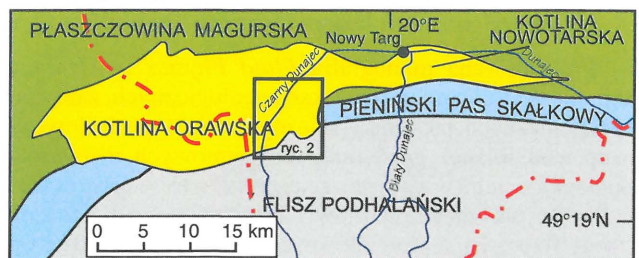 20°E
PŁASZCZOWINA MAGURSKA
Nowy Targ
KOTLINA
NOWOTARSKA
Czarny Dunajec
Dunajec
KOTLINA ORAWSKA
PIENIŃSKI PAS SKAŁKOWY
ryc. 2
Biały Dunajec
FLISZ PODHALAŃSKI
49°19'N
0 5 10 15 km